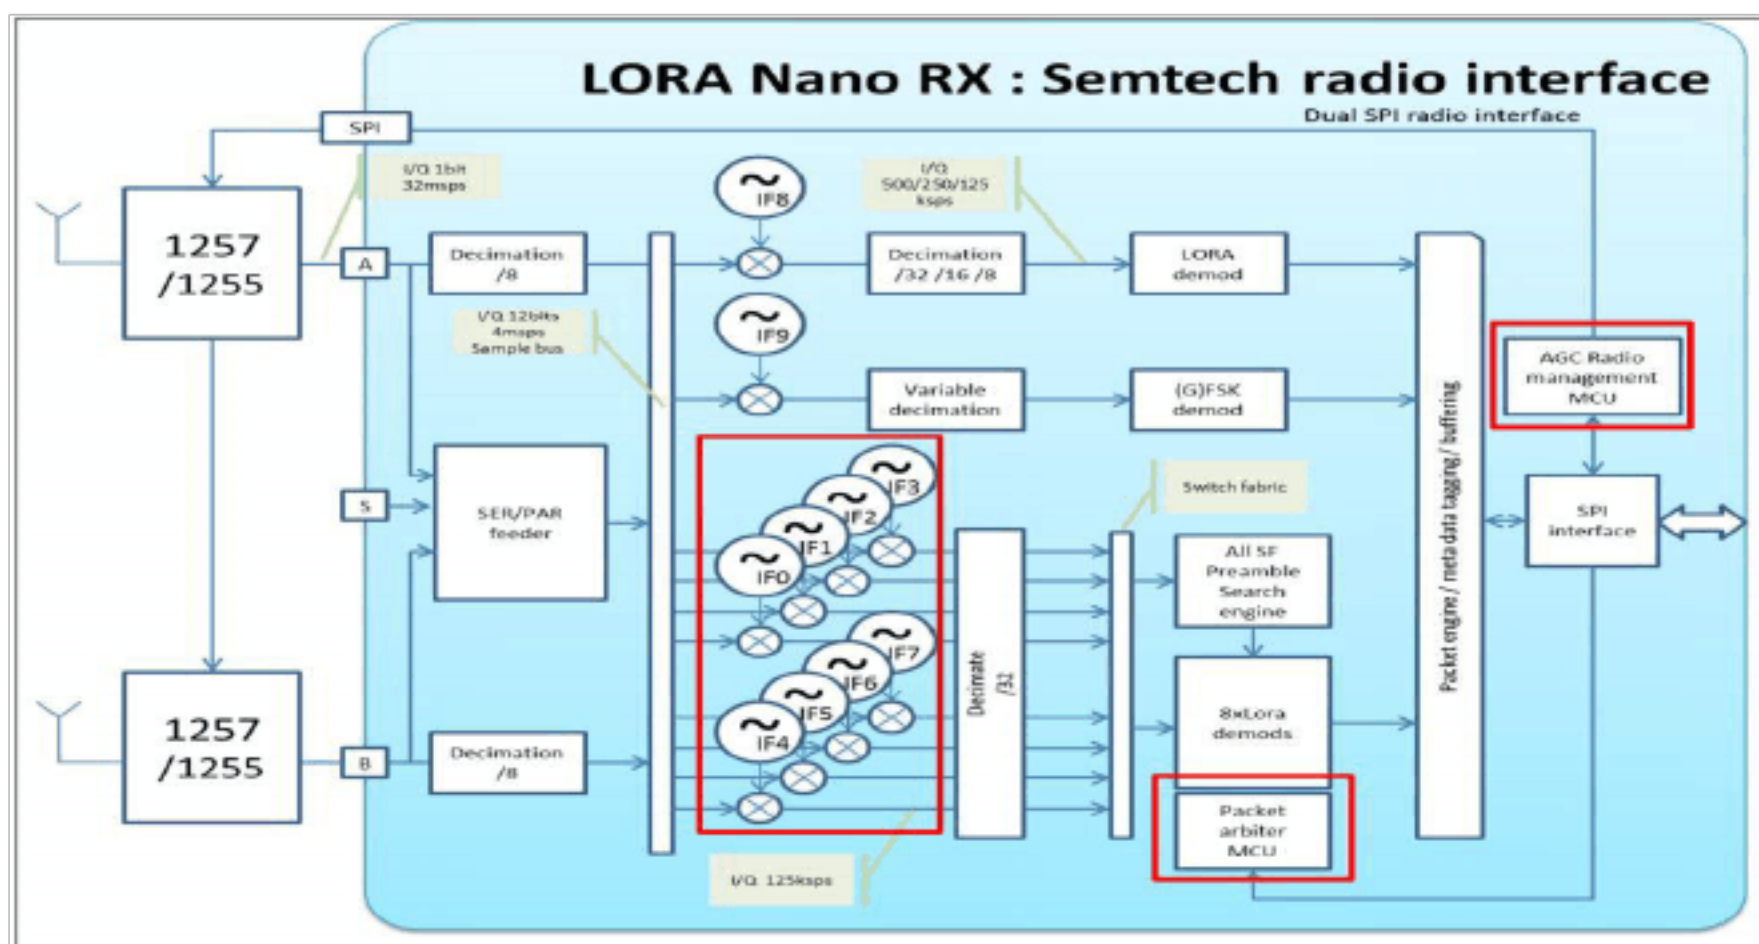 LORA Nano RX : Semtech radio interface
Dual SPI radio interface
SPI
I/Q 1bit
32msps
1257
/1255
A
Decimation
/8
IF8
I/Q
500/250/125
ksps
Decimation
/32 /16 /8
LORA
demod
I/Q 12bits
4msps
Sample bus
IF9
Variable
decimation
(G)FSK
demod
AGC Radio
management
MCU
S
SER/PAR
feeder
IF3
IF2
IF1
IF0
Switch fabric
All SF
Preamble
Search
engine
SPI
interface
Packet engine / meta data tagging/ buffering
IF7
IF6
IF5
IF4
Decimate
/32
8xLora
demods
1257
/1255
B
Decimation
/8
Packet
arbiter
MCU
I/Q 125ksps